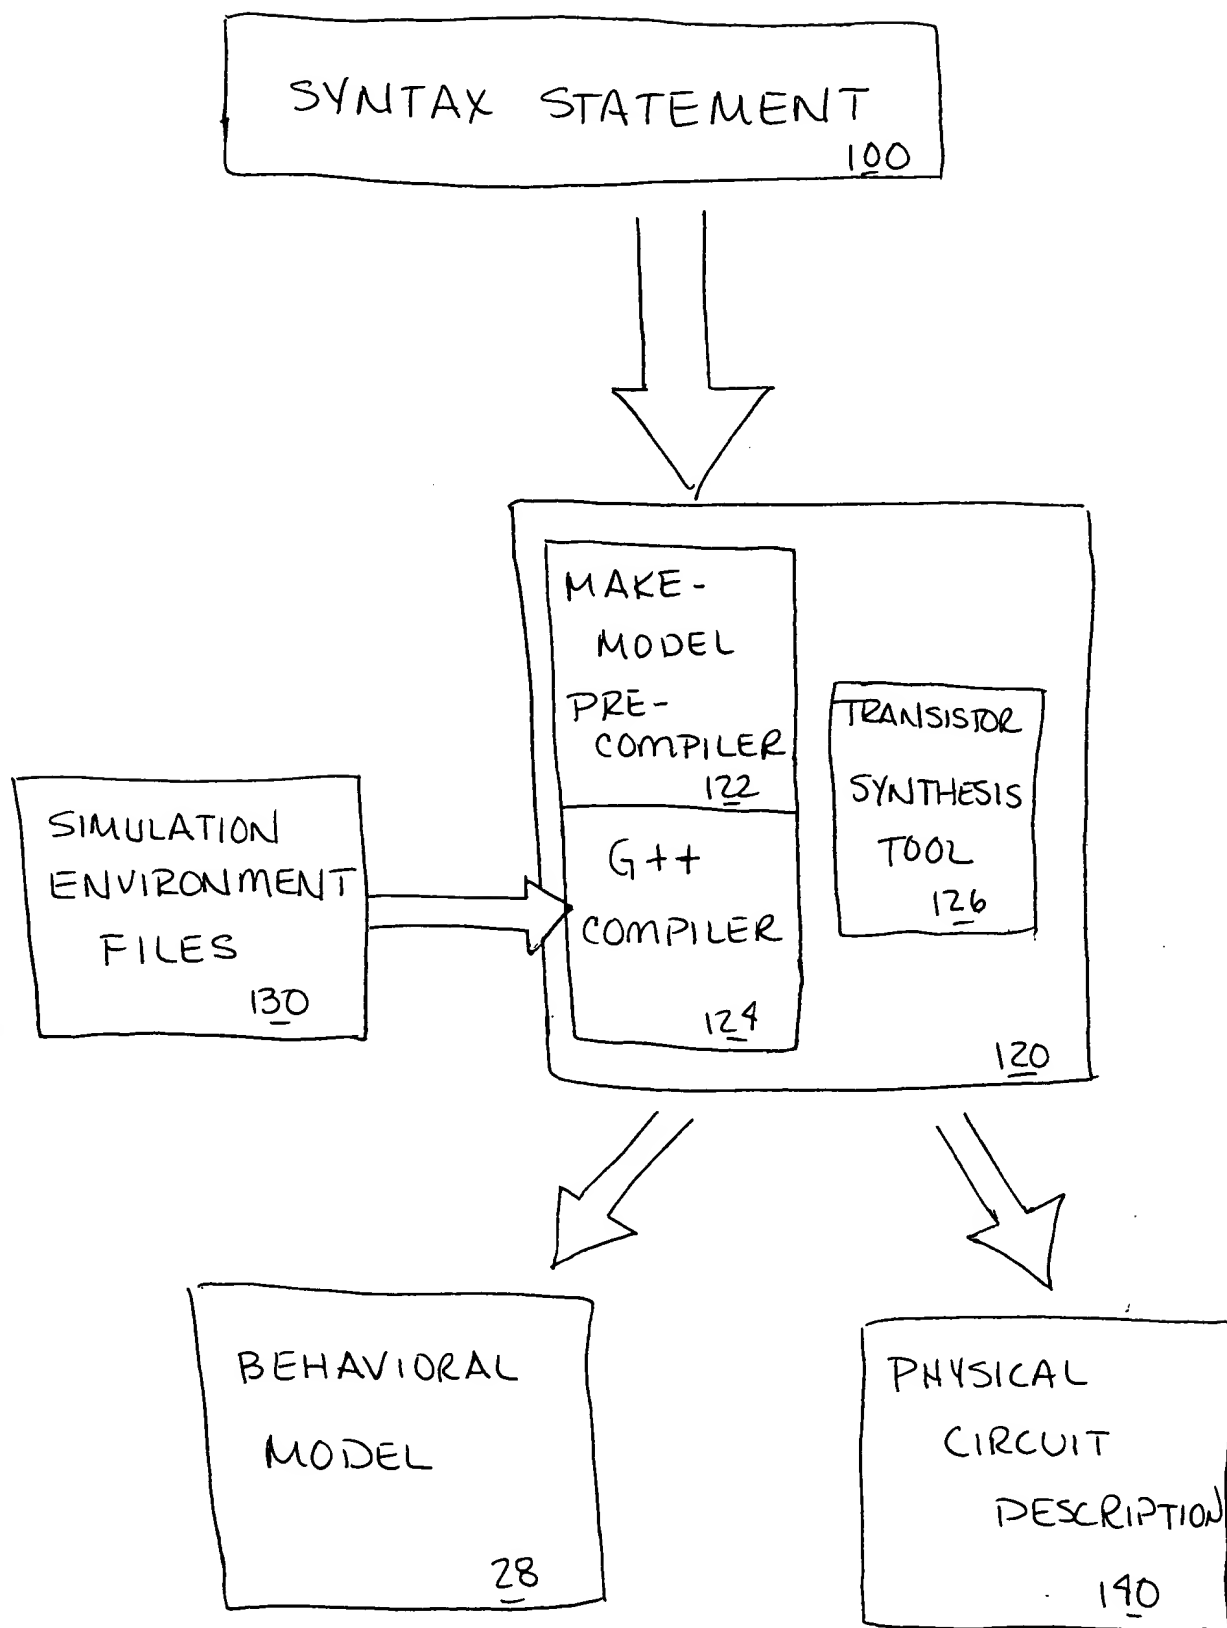 SYNTAX STATEMENT
100
MAKE-
MODEL
PRE-
COMPILER
122
G++
COMPILER
124
TRANSISTOR
SYNTHESIS
TOOL
126
120
SIMULATION
ENVIRONMENT
FILES
130
BEHAVIORAL
MODEL
28
PHYSICAL
CIRCUIT
DESCRIPTION
140